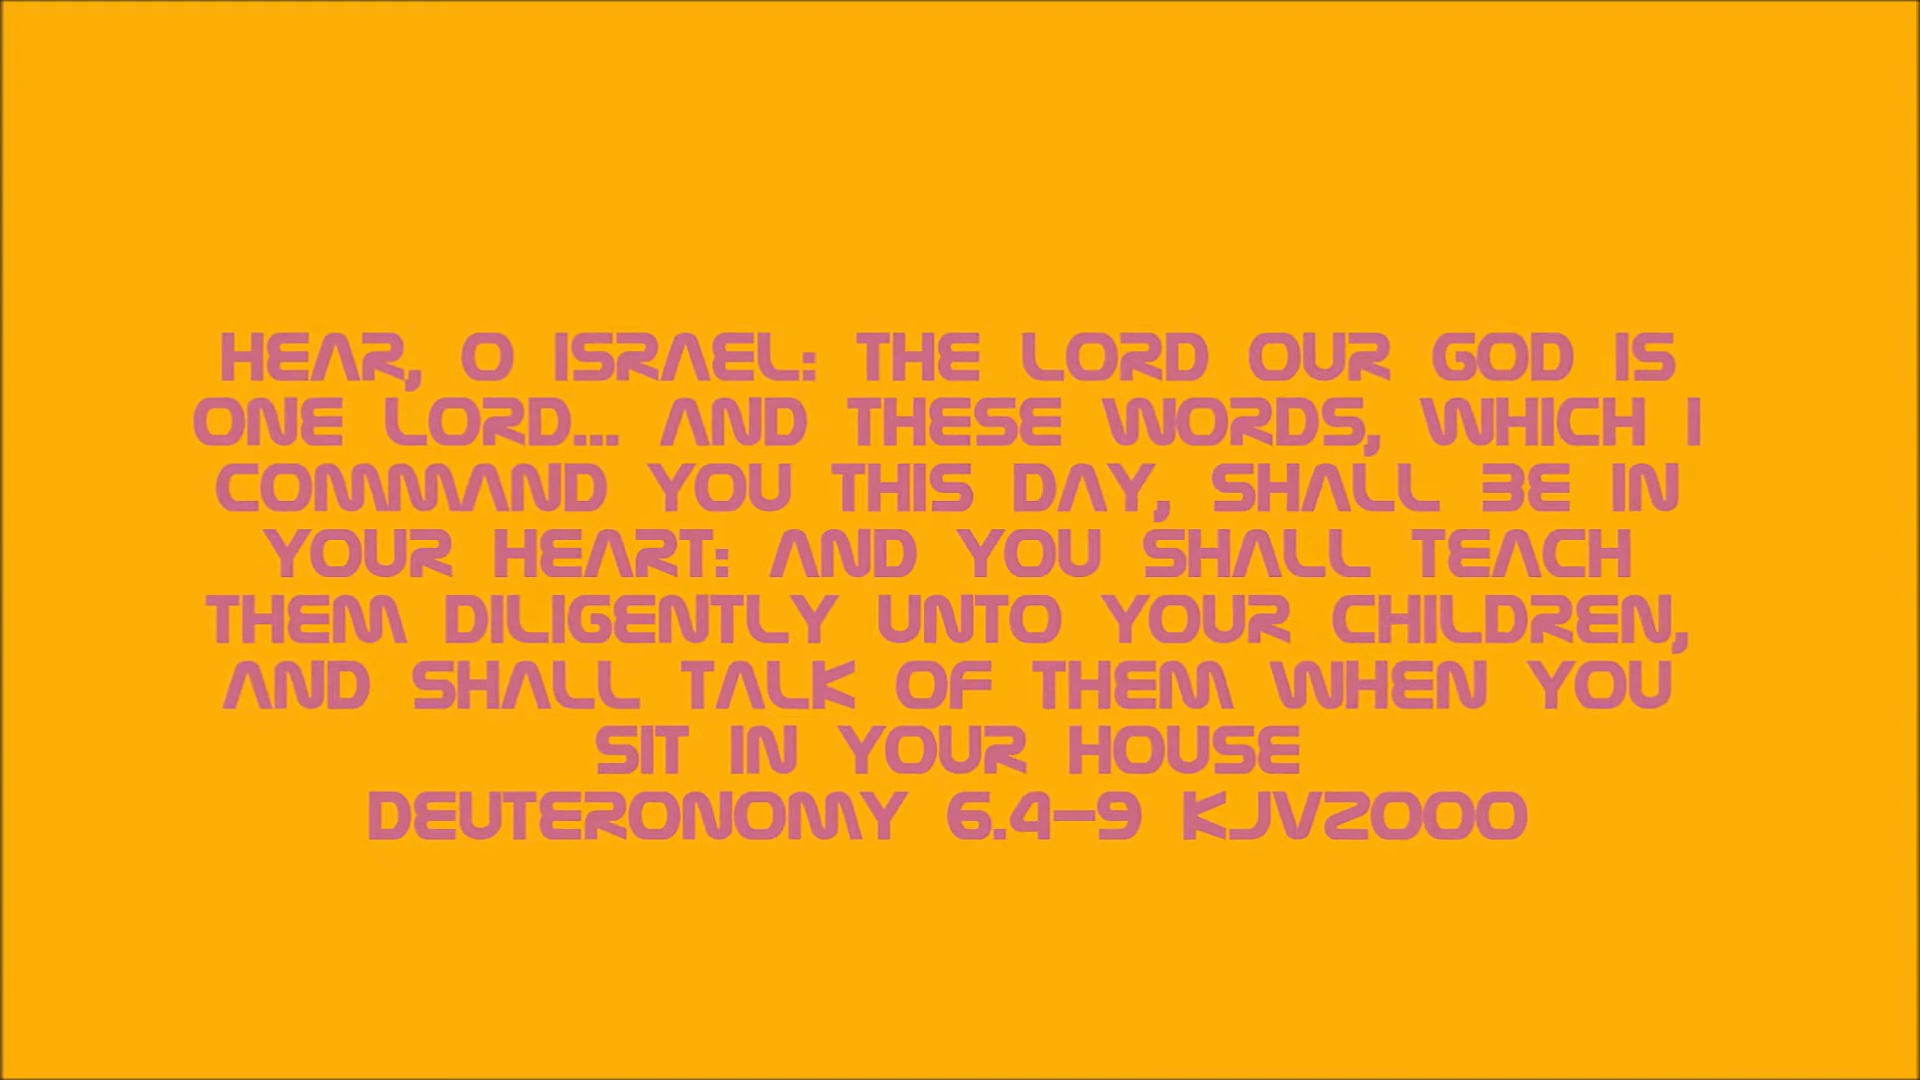 HEAR, O ISRAEL: THE LORD OUR GOD IS
ONE LORD... AND THESE WORDS, WHICH I
COMMAND YOU THIS DAY, SHALL BE IN
YOUR HEART: AND YOU SHALL TEACH
THEM DILIGENTLY UNTO YOUR CHILDREN,
AND SHALL TALK OF THEM WHEN YOU
SIT IN YOUR HOUSE
DEUTERONOMY 6.4–9 KJV2000